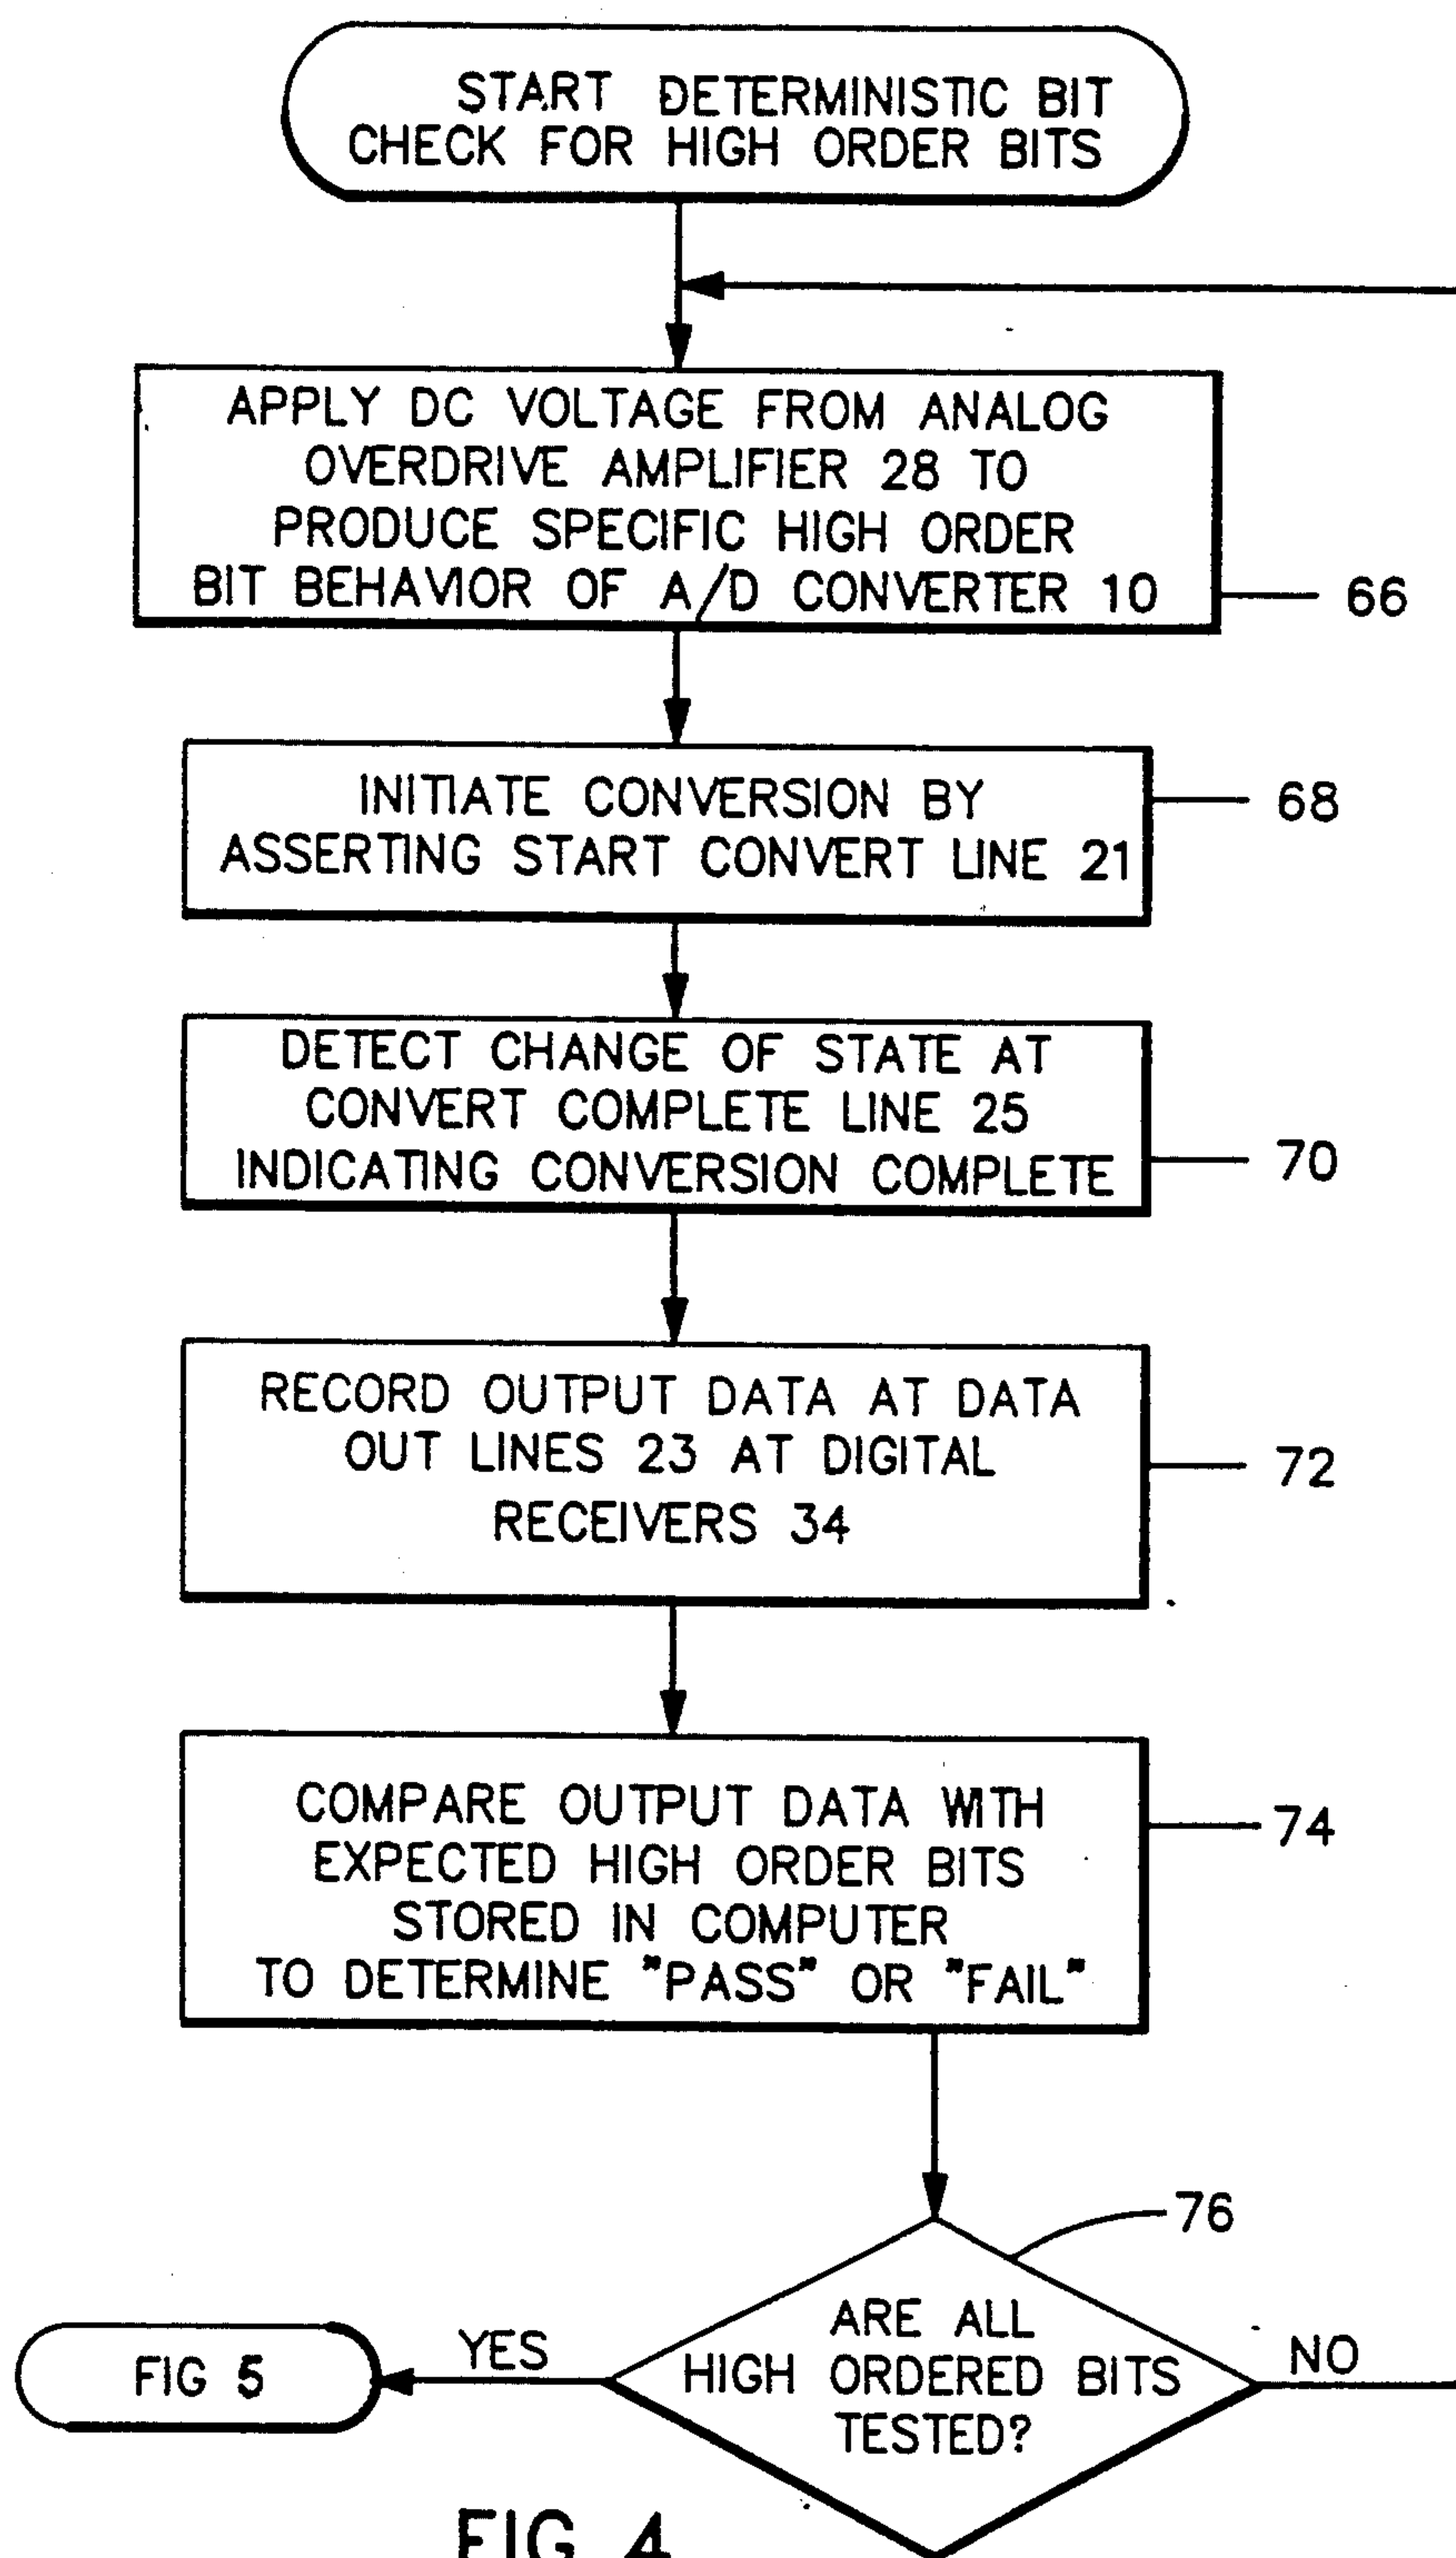 START DETERMINISTIC BIT
CHECK FOR HIGH ORDER BITS
APPLY DC VOLTAGE FROM ANALOG
OVERDRIVE AMPLIFIER 28 TO
PRODUCE SPECIFIC HIGH ORDER
BIT BEHAVIOR OF A/D CONVERTER 10
66
INITIATE CONVERSION BY
ASSERTING START CONVERT LINE 21
68
DETECT CHANGE OF STATE AT
CONVERT COMPLETE LINE 25
INDICATING CONVERSION COMPLETE
70
RECORD OUTPUT DATA AT DATA
OUT LINES 23 AT DIGITAL
RECEIVERS 34
72
COMPARE OUTPUT DATA WITH
EXPECTED HIGH ORDER BITS
STORED IN COMPUTER
TO DETERMINE "PASS" OR "FAIL"
74
76
ARE ALL
HIGH ORDERED BITS
TESTED?
YES
NO
FIG 5
FIG 4